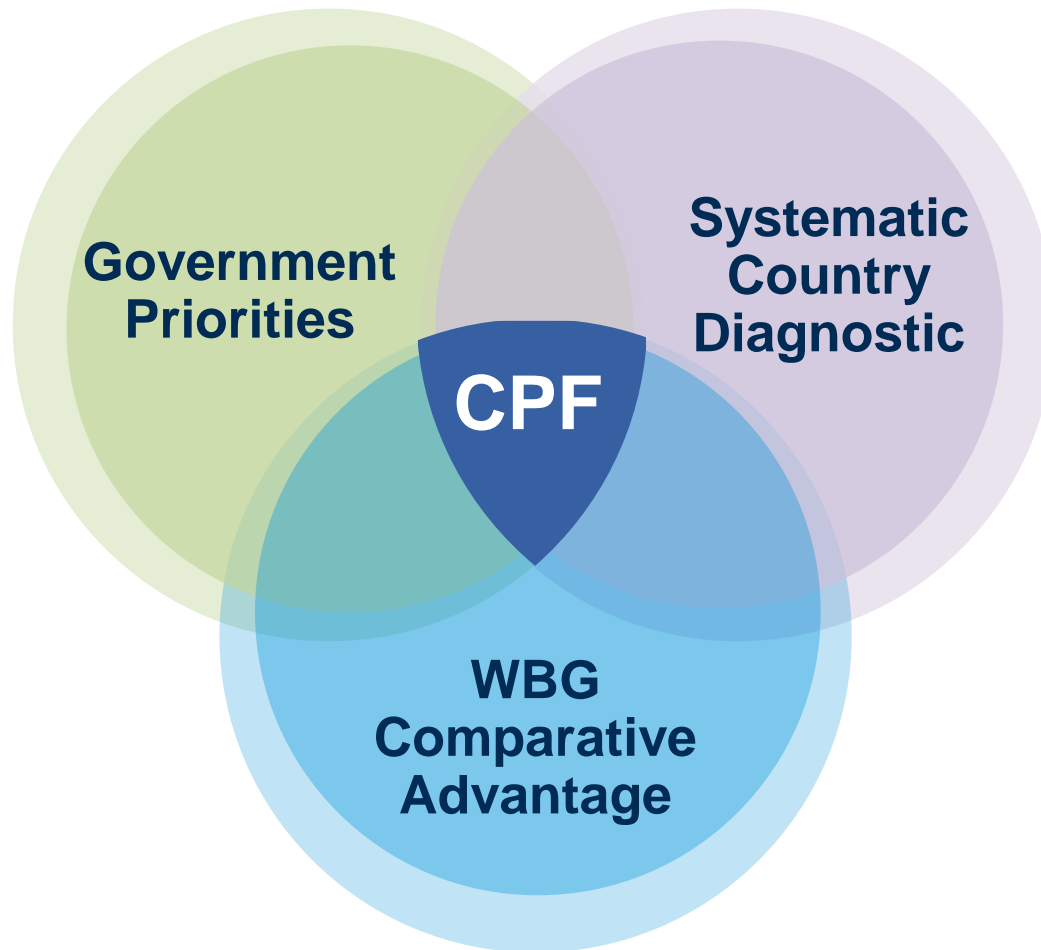 Government
Priorities
Systematic
Country
Diagnostic
CPF
WBG
Comparative
Advantage